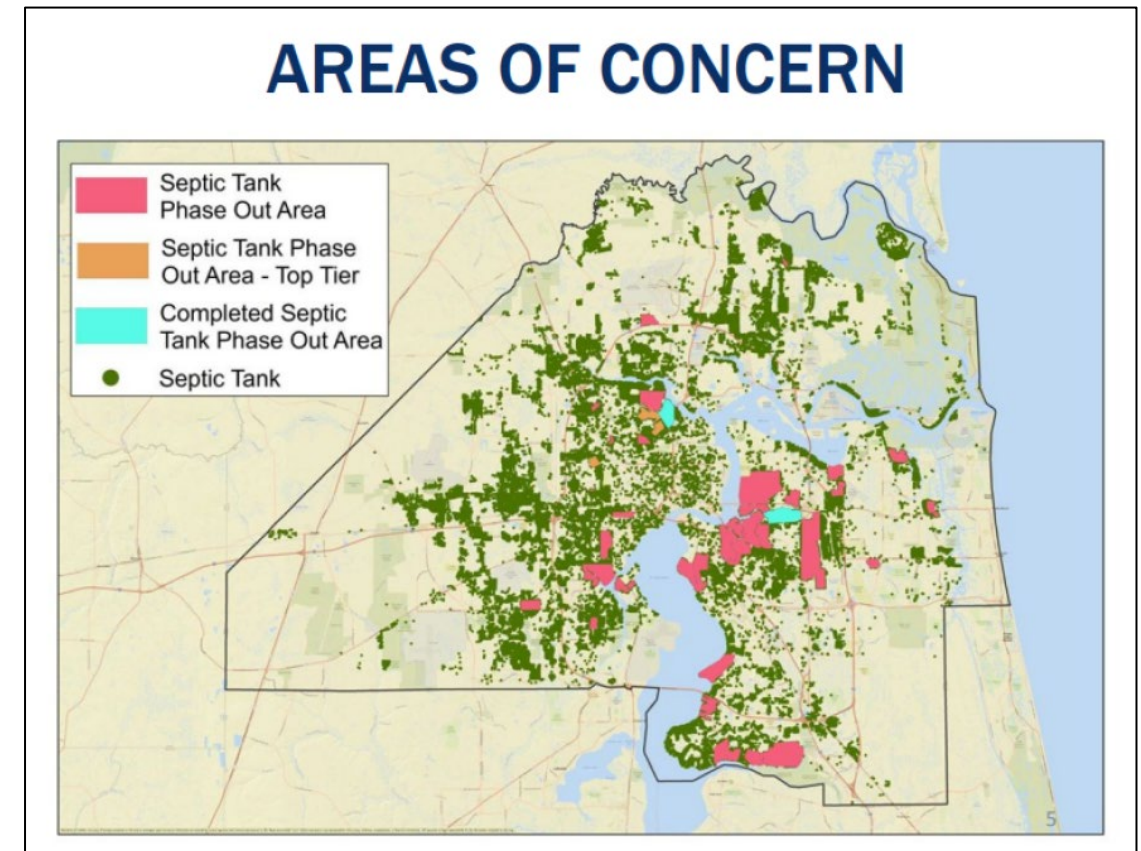 AREAS OF CONCERN
Septic Tank
Phase Out Area
Septic Tank Phase
Out Area - Top Tier
Completed Septic
Tank Phase Out Area
Septic Tank
5